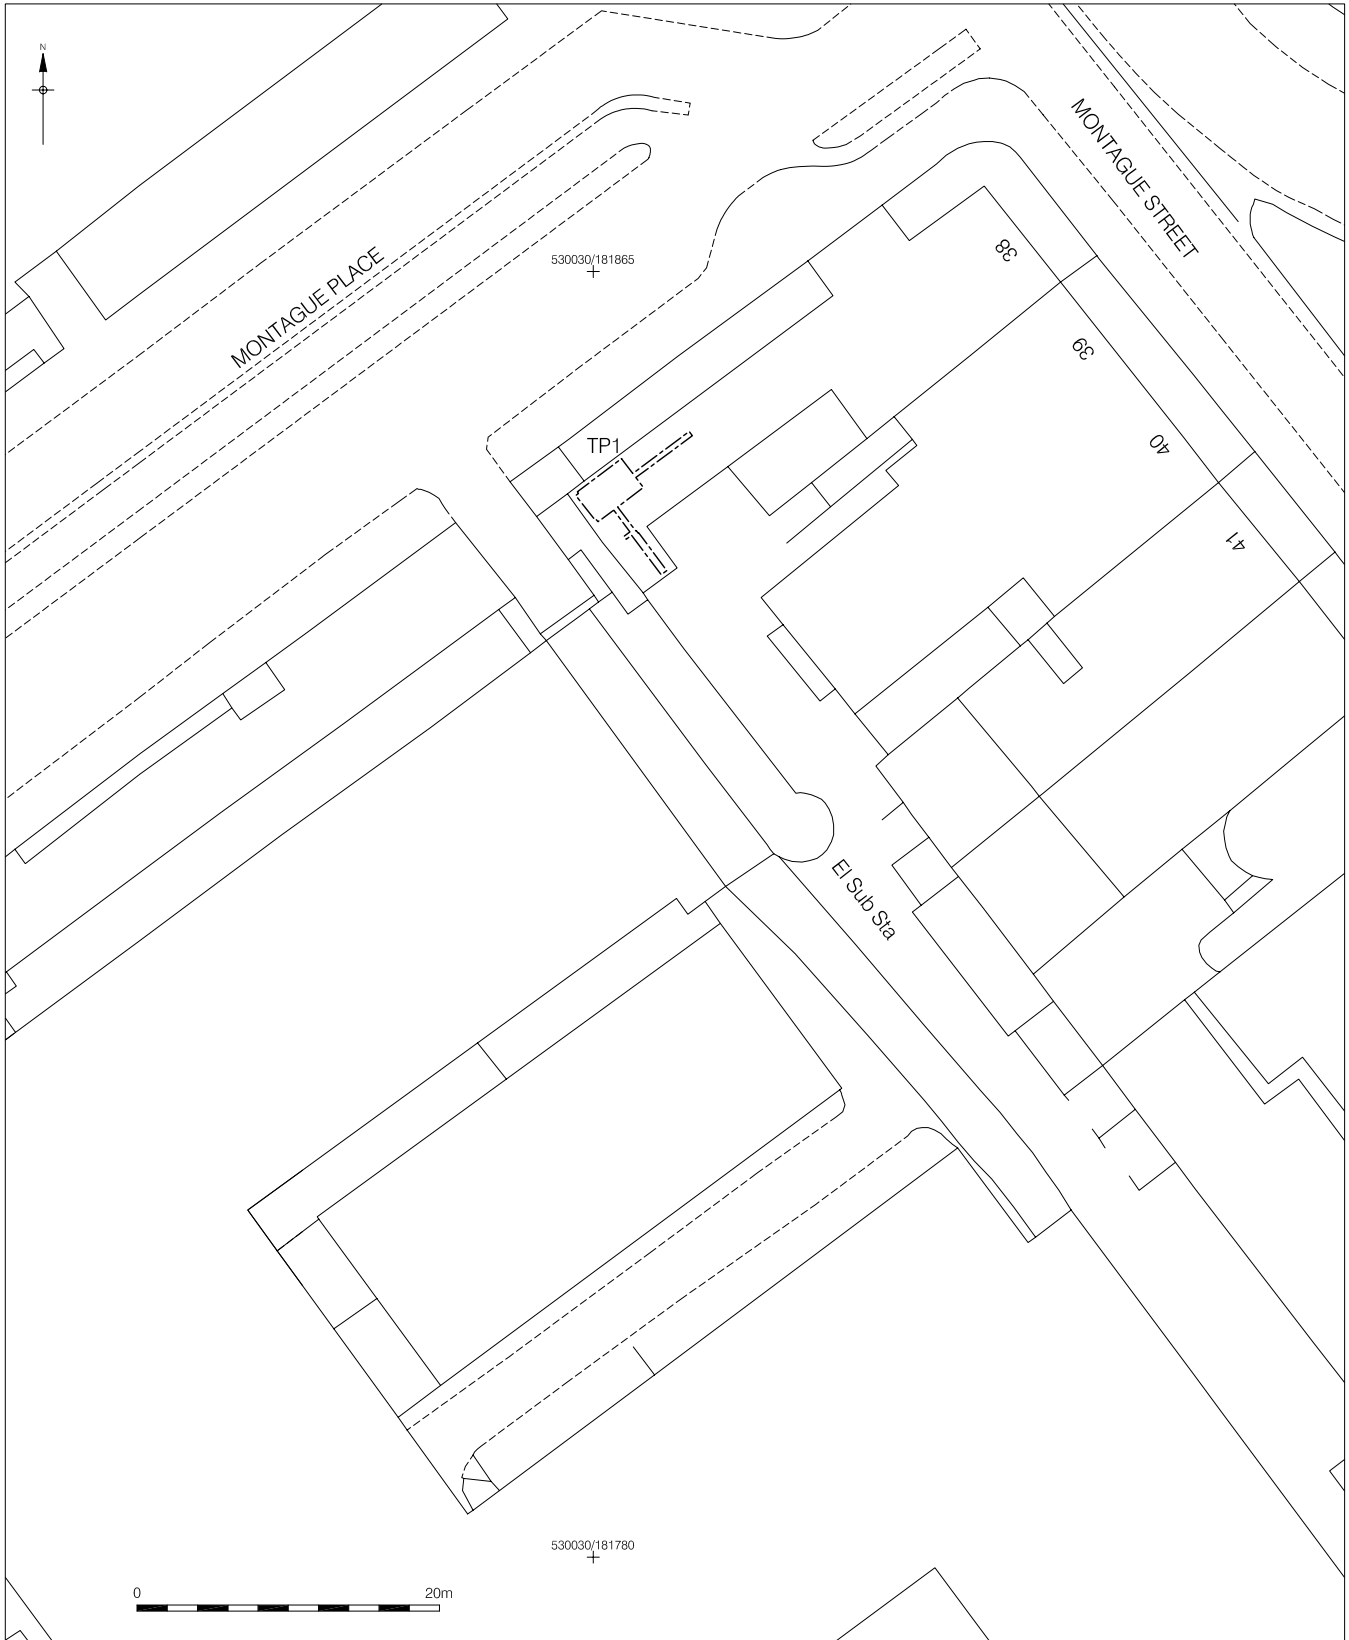 N
MONTAGUE STREET
MONTAGUE PLACE
530030/181865
38
39
TP1
40
41
El Sub Sta
530030/181780
0 20m